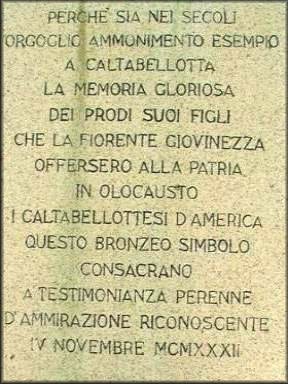 PERCHÈ SIA NEI SECOLI
ORGOGLIO AMMONIMENTO ESEMPIO
A CALTABELLOTTA
LA MEMORIA GLORIOSA
DEI PRODI SUOI FIGLI
CHE LA FIORENTE GIOVINEZZA
OFFERSERO ALLA PATRIA
IN OLOCAUSTO
I CALTABELLOTTESI D'AMERICA
QUESTO BRONZEO SIMBOLO
CONSACRANO
A TESTIMONIANZA PERENNE
D'AMMIRAZIONE RICONOSCENTE
IV NOVEMBRE MCMXXXII